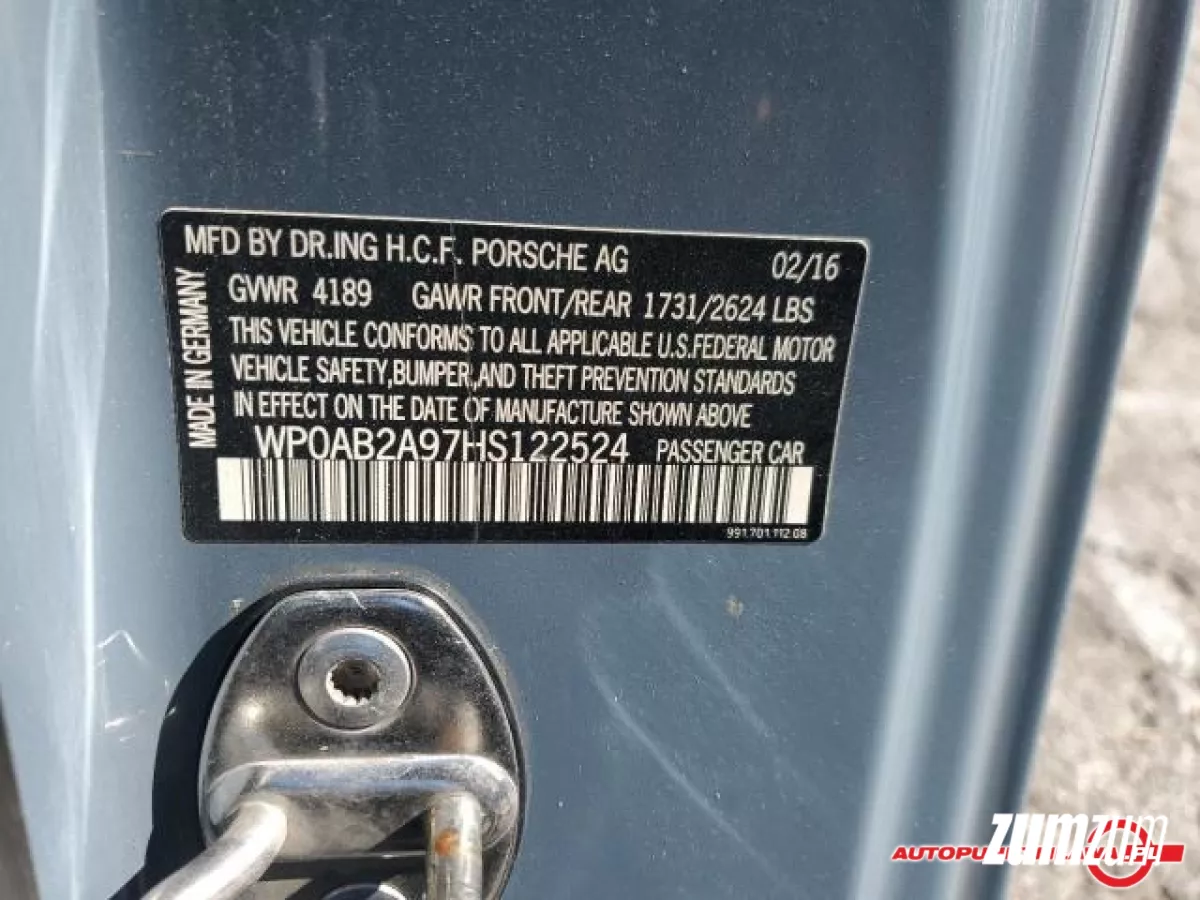 MFD BY DR.ING H.C.F. PORSCHE AG 02/16
GVWR 4189 GAWR FRONT/REAR 1731/2624 LBS
THIS VEHICLE CONFORMS TO ALL APPLICABLE U.S.FEDERAL MOTOR
VEHICLE SAFETY,BUMPER,AND THEFT PREVENTION STANDARDS
IN EFFECT ON THE DATE OF MANUFACTURE SHOWN ABOVE
WP0AB2A97HS122524 PASSENGER CAR
991.701.112.08
MADE IN GERMANY
zumzum